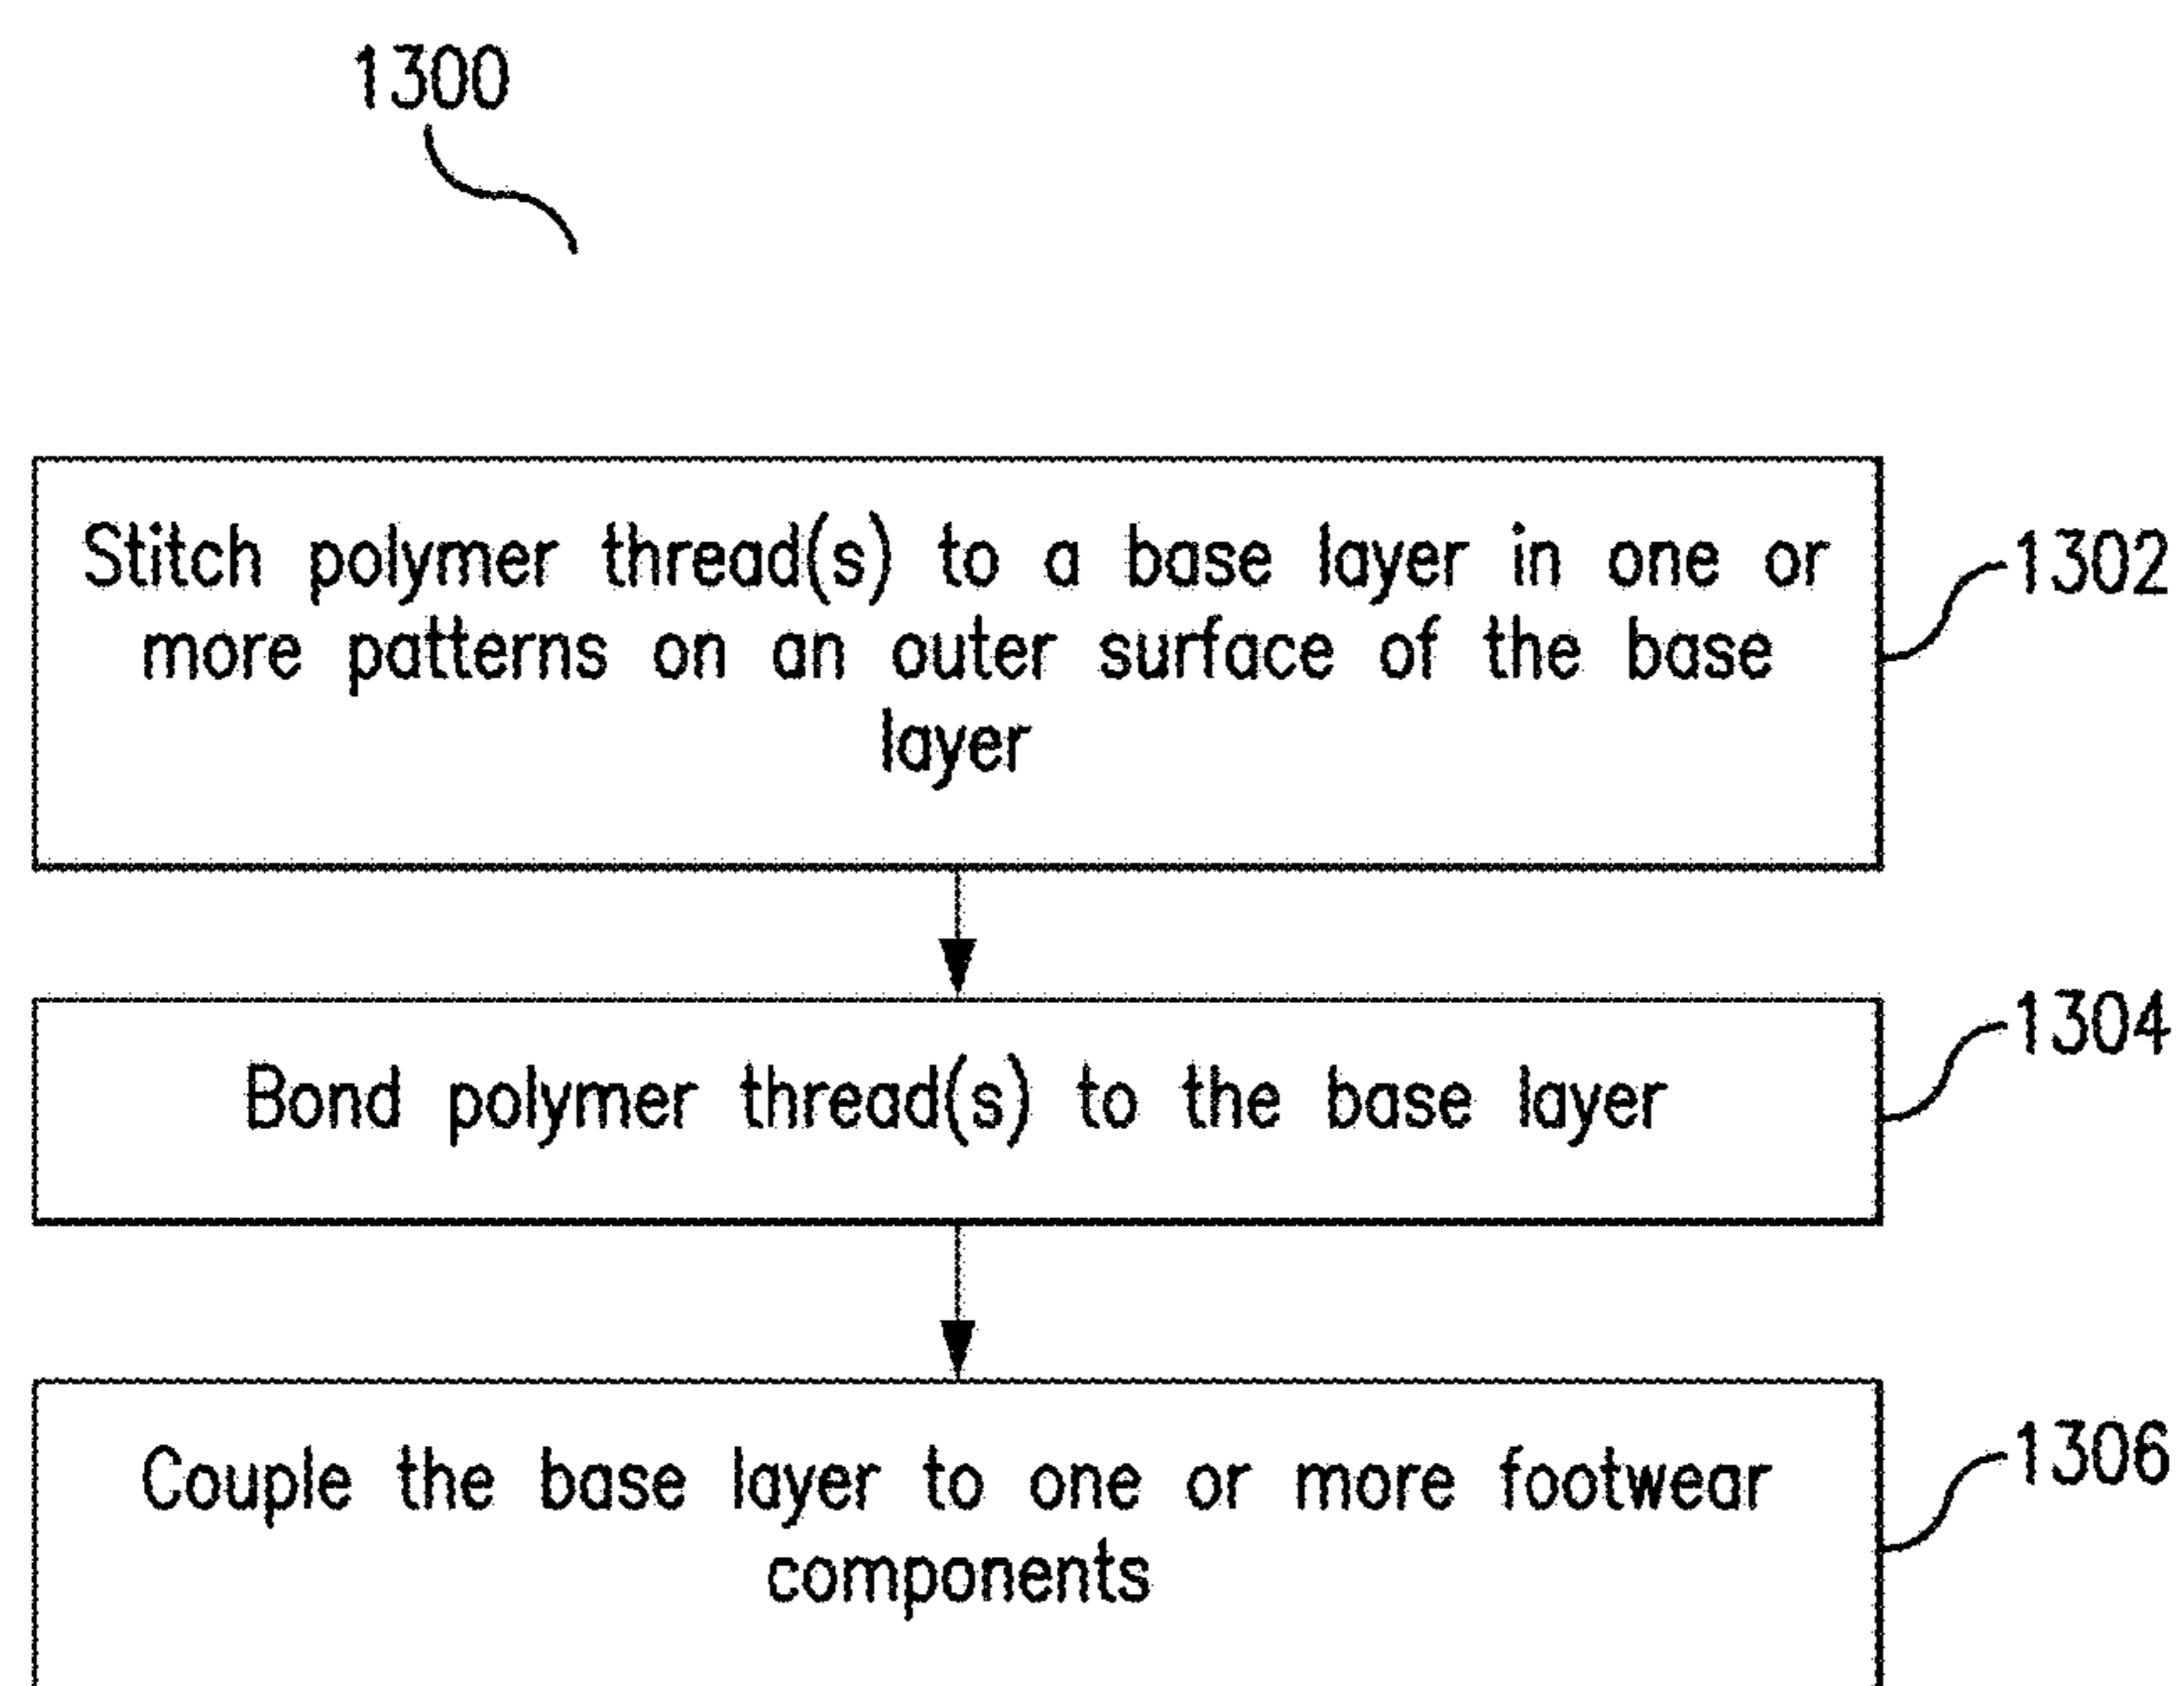 1300
Stitch polymer thread(s) to a base layer in one or
more patterns on an outer surface of the base
layer
1302
Bond polymer thread(s) to the base layer
1304
Couple the base layer to one or more footwear
components
1306